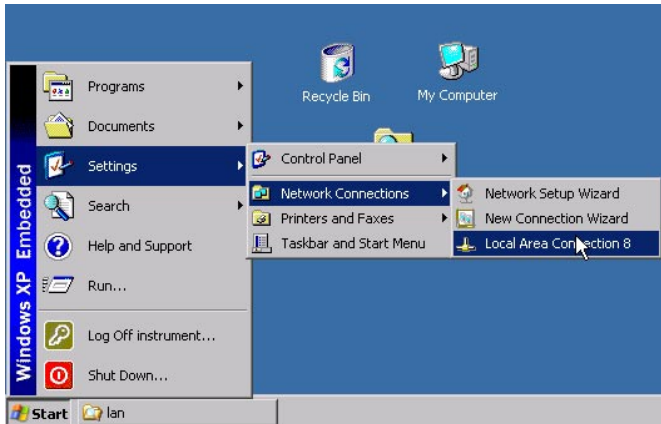 Recycle Bin
My Computer
Windows XP Embedded
Programs
Documents
Settings
Search
Help and Support
Run...
Log Off instrument...
Shut Down...
Control Panel
Network Connections
Printers and Faxes
Taskbar and Start Menu
Network Setup Wizard
New Connection Wizard
Local Area Connection 8
Start
lan